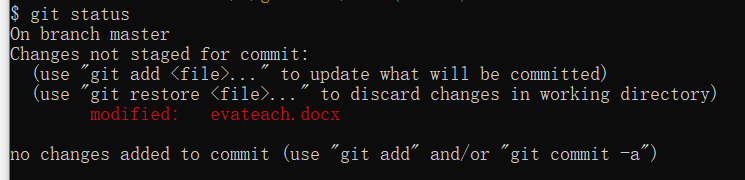 $ git status
On branch master
Changes not staged for commit:
  (use "git add <file>..." to update what will be committed)
  (use "git restore <file>..." to discard changes in working directory)
        modified:   evateach.docx

no changes added to commit (use "git add" and/or "git commit -a")